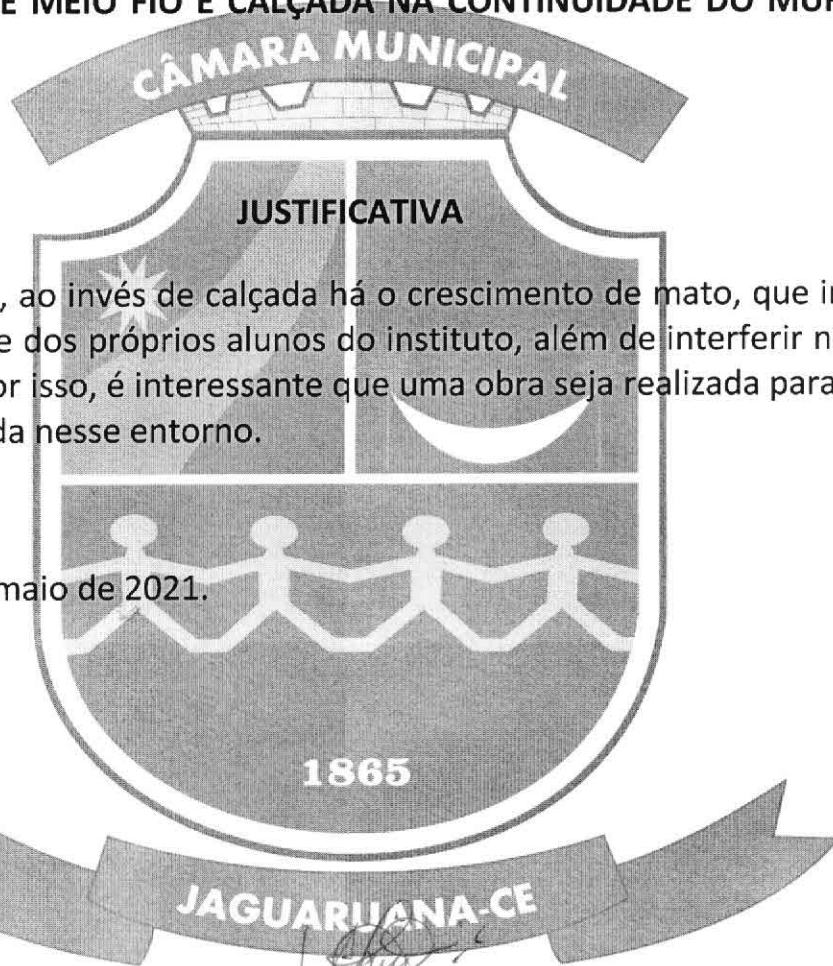 E MEIO FIO E CALÇADA NA CONTINUIDADE DO
CÂMARA MUNICIPAL
JUSTIFICATIVA
, ao invés de calçada há o crescimento de mato, que
e dos próprios alunos do instituto, além de interferir
or isso, é interessante que uma obra seja realizada para
da nesse entorno.
maio de 2021.
1865
JAGUARUANA-CE